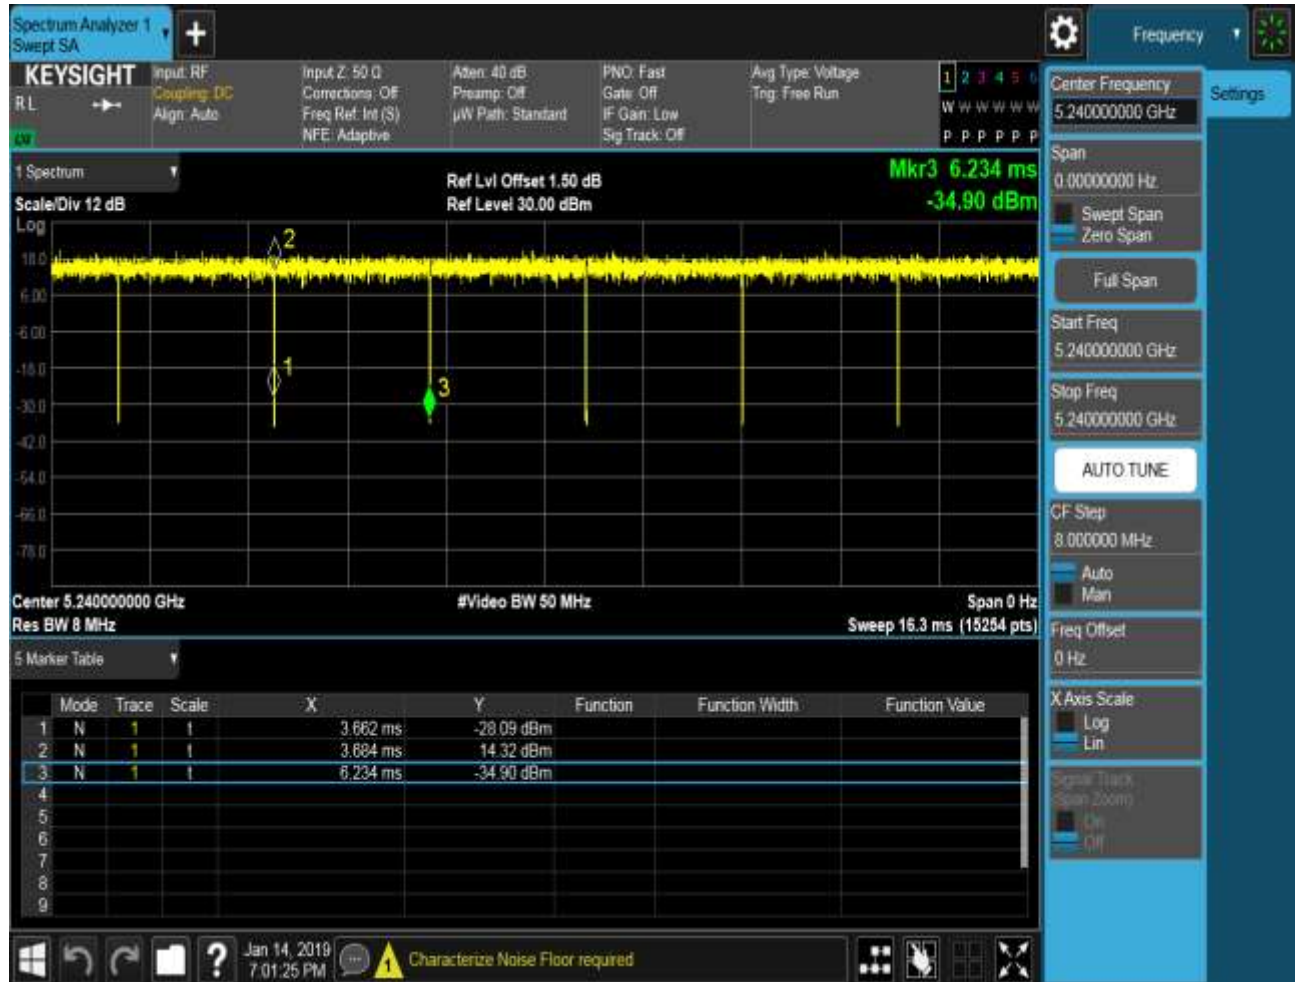 Spectrum Analyzer 1
Swept SA
Frequency
KEYSIGHT
RL
Input: RF
Coupling: DC
Align: Auto
Input Z: 50 Ω
Corrections: Off
Freq Ref: Int (S)
NFE: Adaptive
Atten: 40 dB
Preamp: Off
µW Path: Standard
PNO: Fast
Gate: Off
IF Gain: Low
Sig Track: Off
Avg Type: Voltage
Trig: Free Run
1 2 3 4 5 6
W W W W W W
P P P P P P
1 Spectrum
Scale/Div 12 dB
Ref Lvl Offset 1.50 dB
Ref Level 30.00 dBm
Mkr3 6.234 ms
-34.90 dBm
Log
18.0
6.00
-6.00
-18.0
-30.0
-42.0
-54.0
-66.0
-78.0
2
1
3
Center 5.240000000 GHz
#Video BW 50 MHz
Span 0 Hz
Res BW 8 MHz
Sweep 16.3 ms (15254 pts)
5 Marker Table
Mode Trace Scale X Y Function Function Width Function Value
1 N 1 t 3.662 ms -28.09 dBm
2 N 1 t 3.684 ms 14.32 dBm
3 N 1 t 6.234 ms -34.90 dBm
4
5
6
7
8
9
Jan 14, 2019
7:01:25 PM
Characterize Noise Floor required
Center Frequency
5.240000000 GHz
Settings
Span
0.00000000 Hz
Swept Span
Zero Span
Full Span
Start Freq
5.240000000 GHz
Stop Freq
5.240000000 GHz
AUTO TUNE
CF Step
8.000000 MHz
Auto
Man
Freq Offset
0 Hz
X Axis Scale
Log
Lin
Signal Track
(Span Zoom)
On
Off